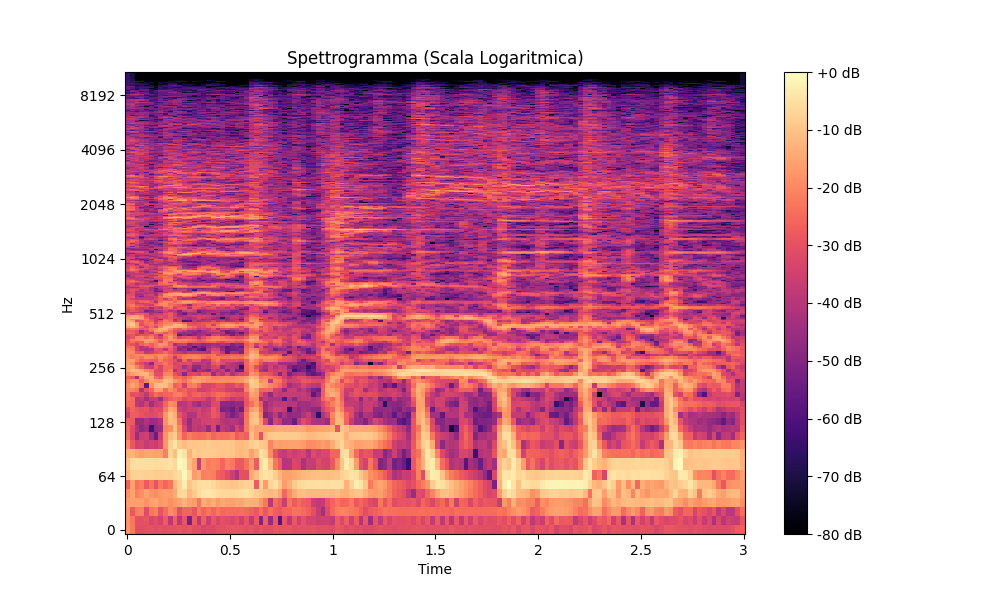 Spettrogramma (Scala Logaritmica)
+0 dB
8192
-10 dB
4096
-20 dB
2048
-30 dB
1024
Hz
512
-40 dB
256
-50 dB
128
-60 dB
64
-70 dB
0
-80 dB
0 0.5 1 1.5 2 2.5 3
Time